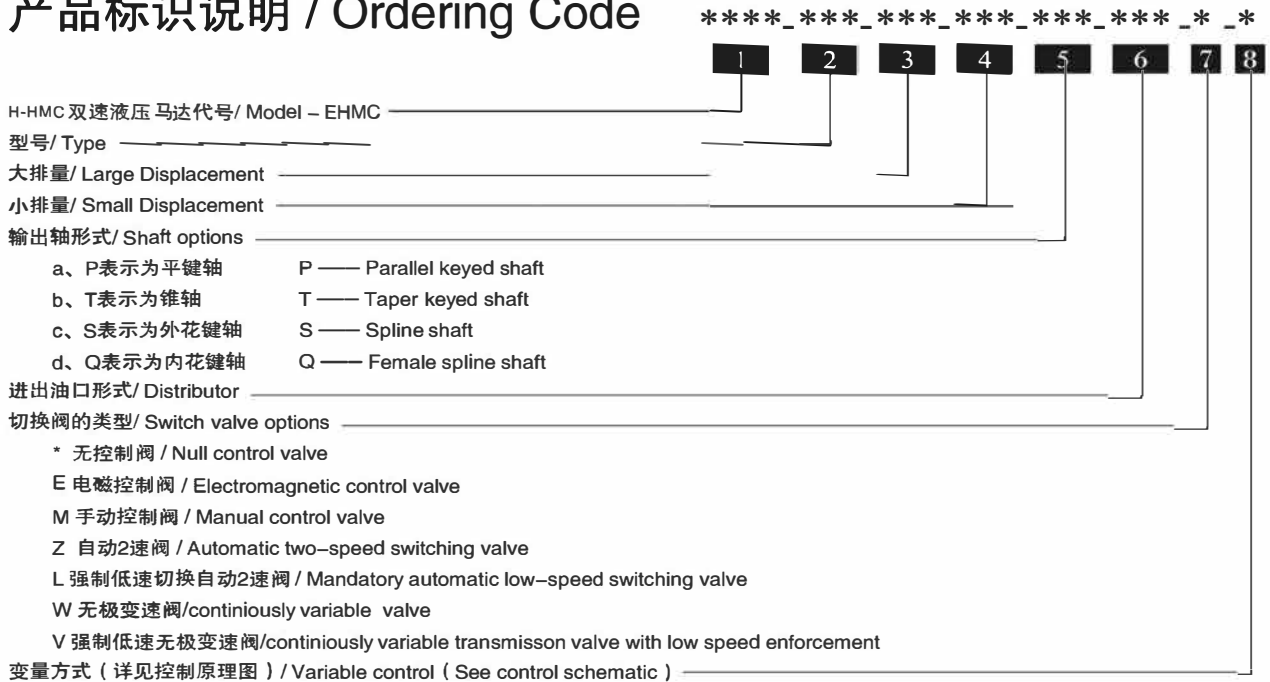 产品标识说明 / Ordering Code ****-***-***-***-***-***-*-*
1 2 3 4 5 6 7 8
H-HMC双速液压马达代号/ Model – EHMC
型号/ Type
大排量/ Large Displacement
小排量/ Small Displacement
输出轴形式/ Shaft options
a、P表示为平键轴 P —— Parallel keyed shaft
b、T表示为锥轴 T —— Taper keyed shaft
c、S表示为外花键轴 S —— Spline shaft
d、Q表示为内花键轴 Q —— Female spline shaft
进出油口形式/ Distributor
切换阀的类型/ Switch valve options
* 无控制阀 / Null control valve
E 电磁控制阀 / Electromagnetic control valve
M 手动控制阀 / Manual control valve
Z 自动2速阀 / Automatic two–speed switching valve
L 强制低速切换自动2速阀 / Mandatory automatic low–speed switching valve
W 无极变速阀/continiously variable valve
V 强制低速无极变速阀/continiously variable transmisson valve with low speed enforcement
变量方式（详见控制原理图）/ Variable control（See control schematic）